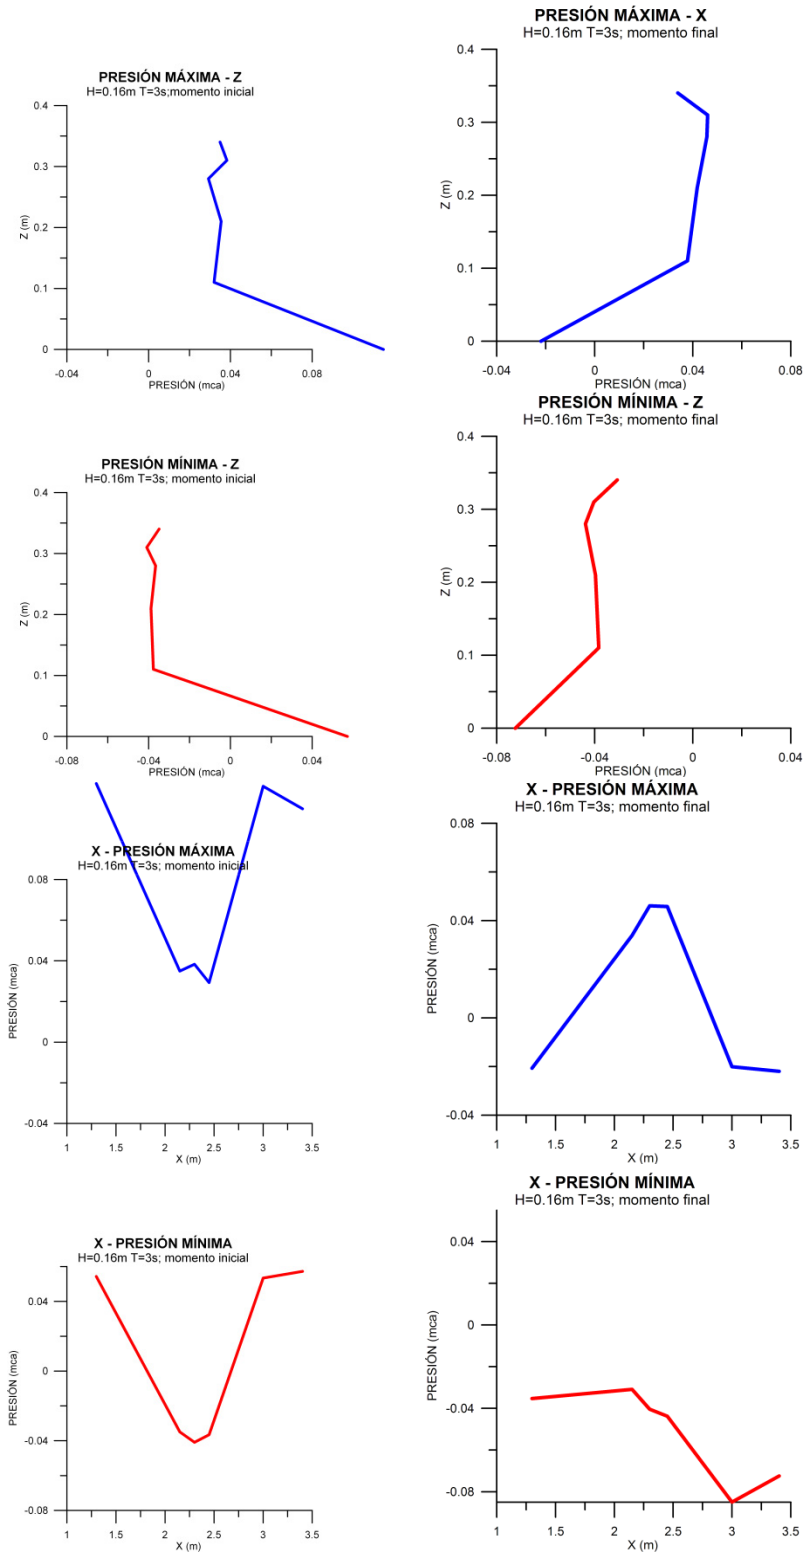 PRESIÓN MÁXIMA - Z
H=0.16m T=3s;momento inicial
0.4
0.3
0.2
0.1
0
Z (m)
-0.04 0 0.04 0.08
PRESIÓN (mca)
PRESIÓN MÁXIMA - X
H=0.16m T=3s; momento final
0.4
0.3
0.2
0.1
0
Z (m)
-0.04 0 0.04 0.08
PRESIÓN (mca)
PRESIÓN MÍNIMA - Z
H=0.16m T=3s; momento inicial
0.4
0.3
0.2
0.1
0
Z (m)
-0.08 -0.04 0 0.04
PRESIÓN (mca)
PRESIÓN MÍNIMA - Z
H=0.16m T=3s; momento final
0.4
0.3
0.2
0.1
0
Z (m)
-0.08 -0.04 0 0.04
PRESIÓN (mca)
X - PRESIÓN MÁXIMA
H=0.16m T=3s; momento inicial
0.08
0.04
0
-0.04
PRESIÓN (mca)
1 1.5 2 2.5 3 3.5
X (m)
X - PRESIÓN MÁXIMA
H=0.16m T=3s; momento final
0.08
0.04
0
-0.04
PRESIÓN (mca)
1 1.5 2 2.5 3 3.5
X (m)
X - PRESIÓN MÍNIMA
H=0.16m T=3s; momento inicial
0.04
0
-0.04
-0.08
PRESIÓN (mca)
1 1.5 2 2.5 3 3.5
X (m)
X - PRESIÓN MÍNIMA
H=0.16m T=3s; momento final
0.04
0
-0.04
-0.08
PRESIÓN (mca)
1 1.5 2 2.5 3 3.5
X (m)